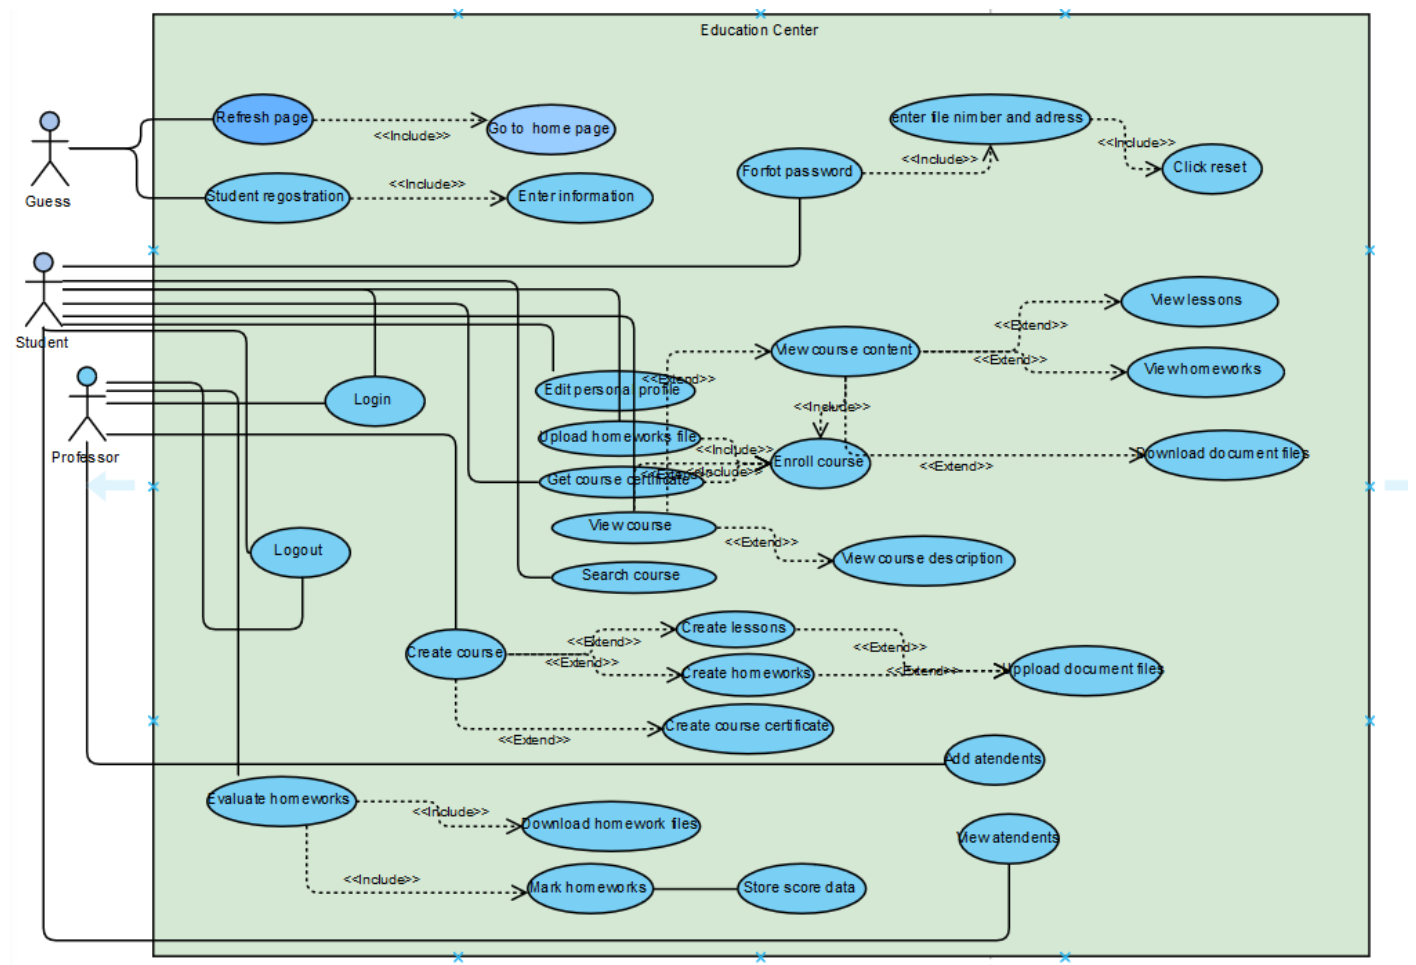 Education Center
Refresh page
<<Include>>
Go to home page
enter file nimber and adress
<<Include>>
Forfot password
<<Include>>
Click reset
Guess
Student regostration
<<Include>>
Enter information
Student
View lessons
<<Extend>>
View course content
<<Extend>>
View homeworks
Professor
Login
Edit personal profile
<<Extend>>
<<Include>>
Upload homeworks file
<<Include>>
Enroll course
<<Extend>>
Download document files
Get course certificate
<<Extend>>
<<Include>>
View course
<<Extend>>
View course description
Logout
Search course
Create course
<<Extend>>
<<Extend>>
Create lessons
<<Extend>>
Create homeworks
<<Extend>>
Uppload document files
<<Extend>>
Create course certificate
Add atendents
Evaluate homeworks
<<Include>>
Download homework files
View atendents
<<Include>>
Mark homeworks
Store score data